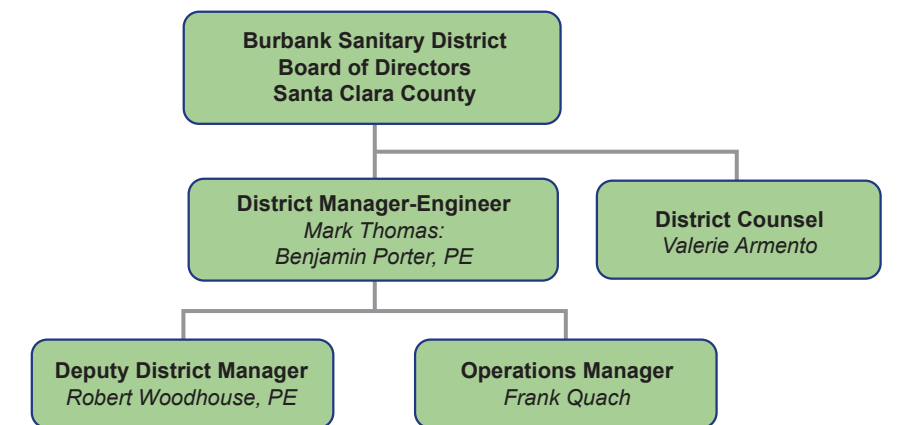 Burbank Sanitary District
Board of Directors
Santa Clara County
District Manager-Engineer
Mark Thomas:
Benjamin Porter, PE
District Counsel
Valerie Armento
Deputy District Manager
Robert Woodhouse, PE
Operations Manager
Frank Quach